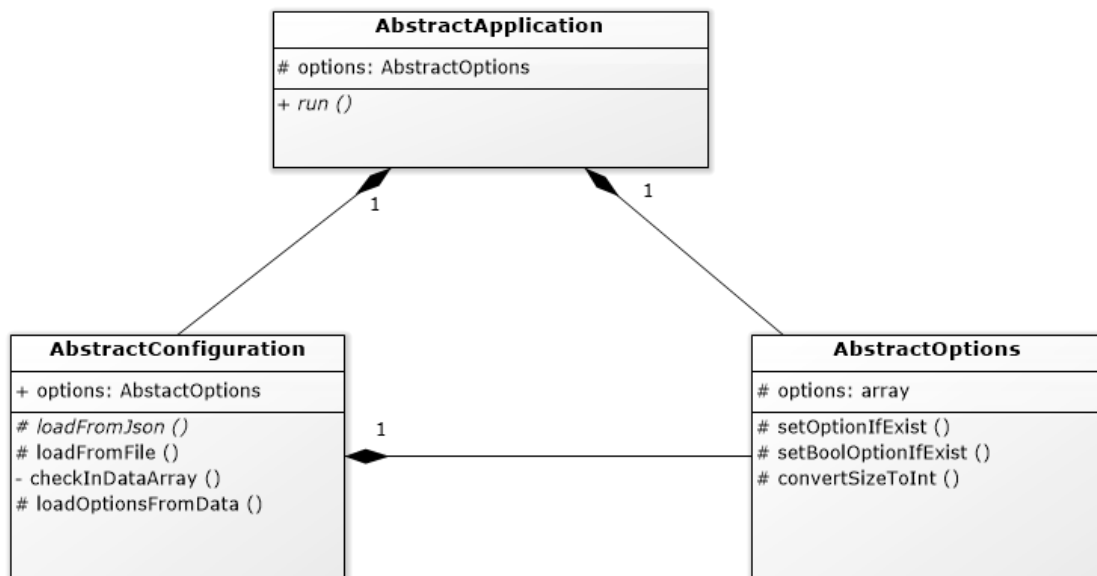 AbstractApplication
# options: AbstractOptions
+ run ()
1
1
AbstractConfiguration
+ options: AbstactOptions
# loadFromJson ()
# loadFromFile ()
- checkInDataArray ()
# loadOptionsFromData ()
1
AbstractOptions
# options: array
# setOptionIfExist ()
# setBoolOptionIfExist ()
# convertSizeToInt ()